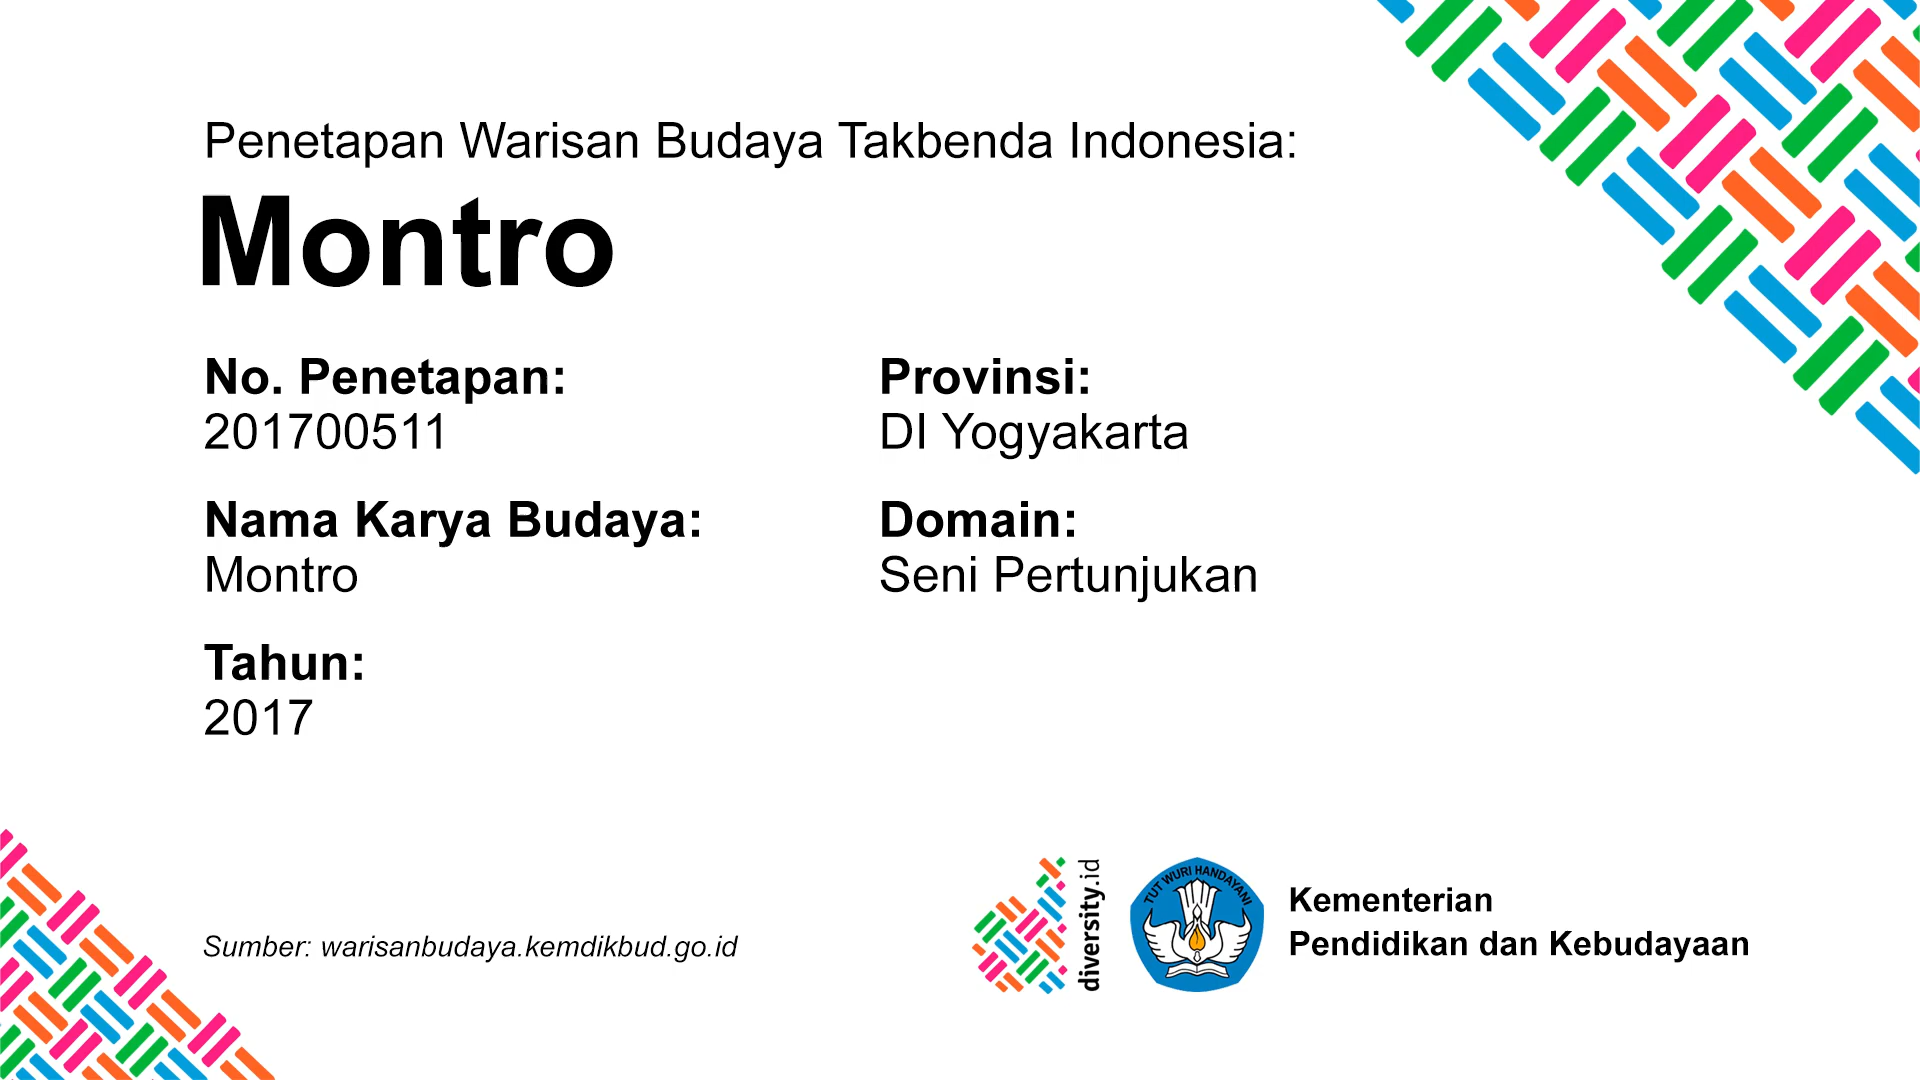 Penetapan Warisan Budaya Takbenda Indonesia:
Montro
No. Penetapan:
201700511
Nama Karya Budaya:
Montro
Tahun:
2017
Provinsi:
DI Yogyakarta
Domain:
Seni Pertunjukan
Sumber: warisanbudaya.kemdikbud.go.id
diversity.id
TUT WURI HANDAYANI
Kementerian
Pendidikan dan Kebudayaan